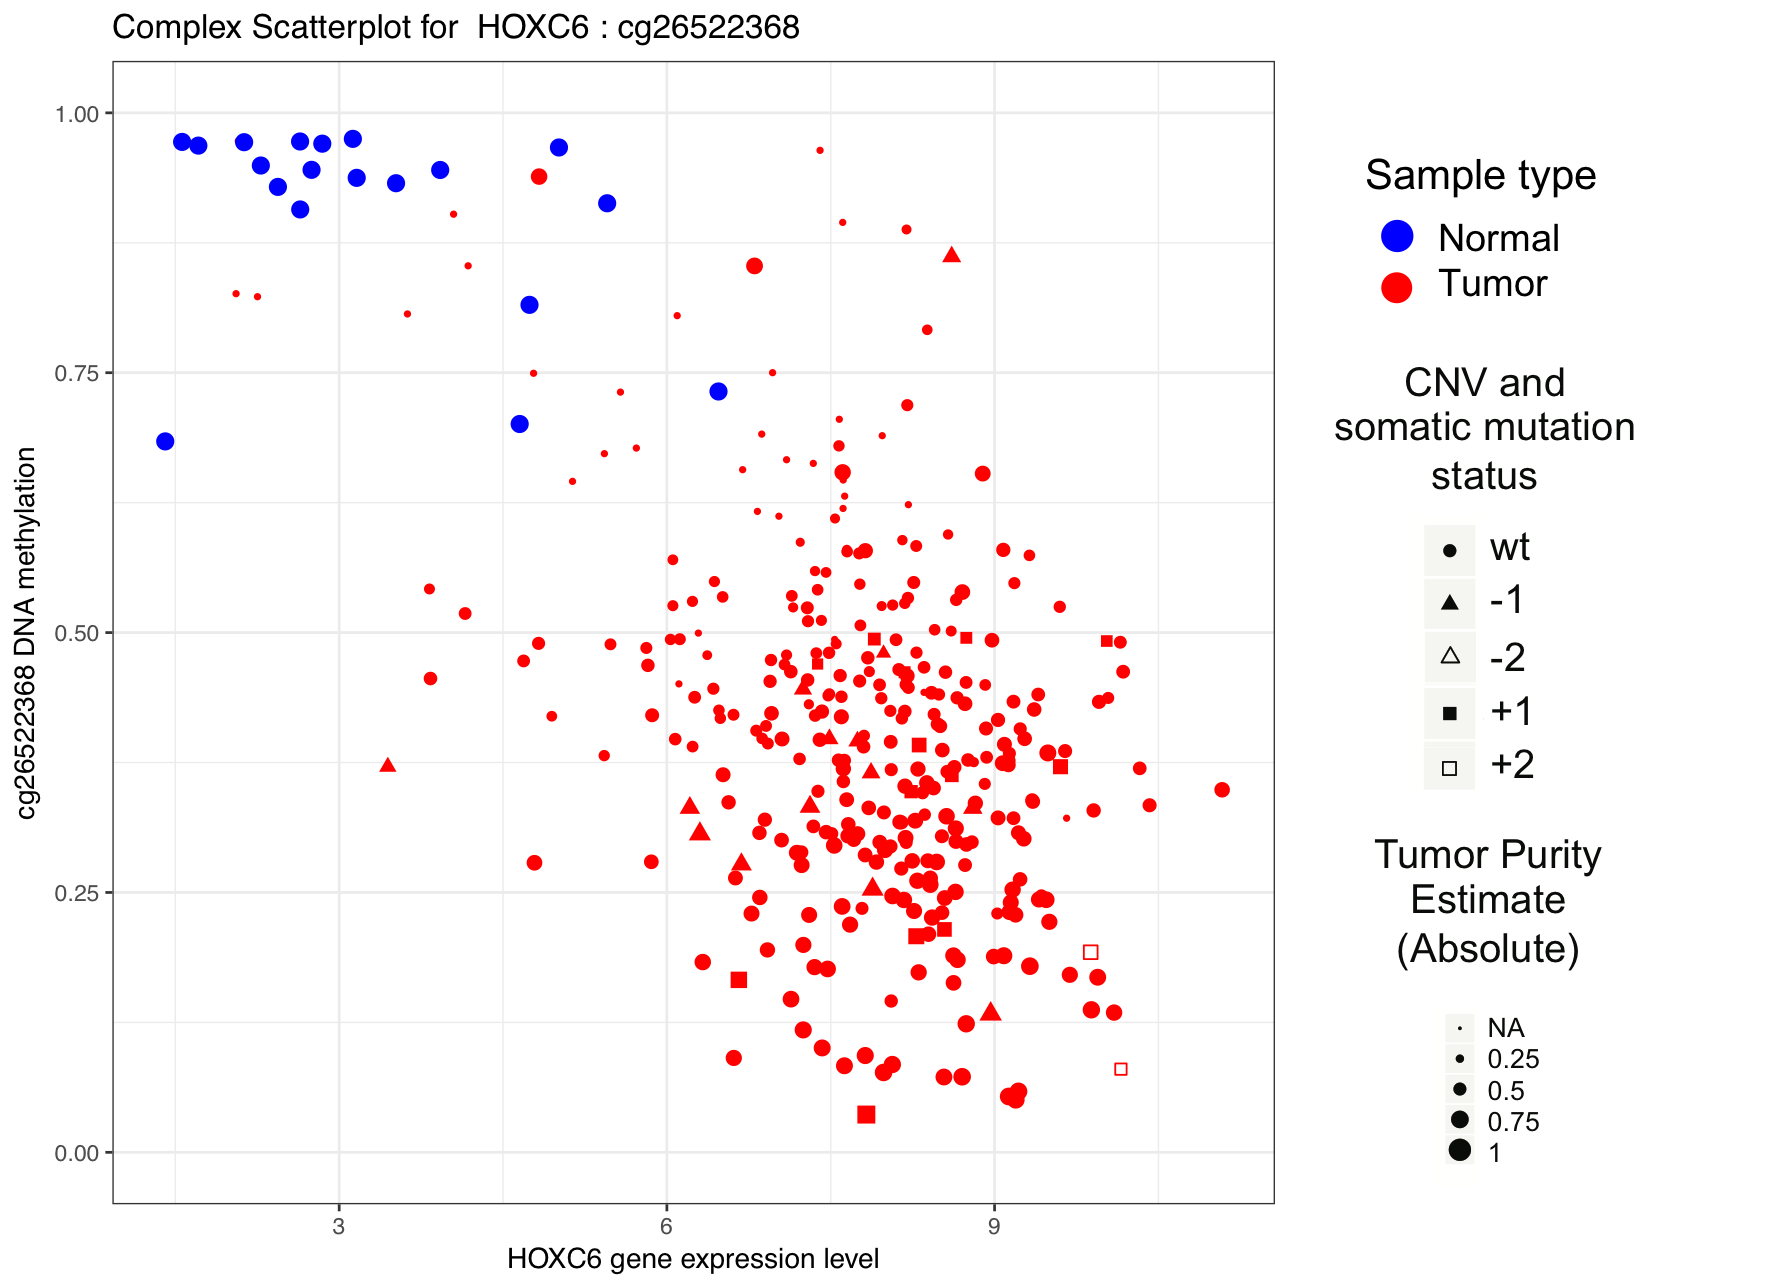 Complex Scatterplot for  HOXC6 : cg26522368
1.00
0.75
0.50
0.25
0.00
cg26522368 DNA methylation
3
6
9
HOXC6 gene expression level
Sample type
Normal
Tumor
CNV and
somatic mutation
status
wt
-1
-2
+1
+2
Tumor Purity
Estimate
(Absolute)
NA
0.25
0.5
0.75
1